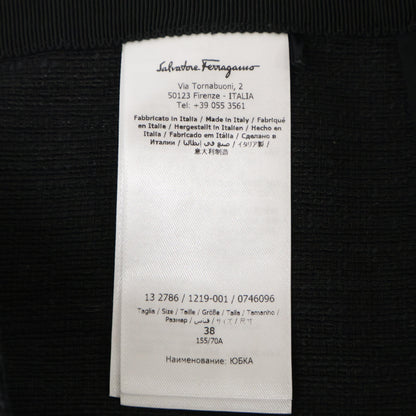 Salvatore Ferragamo
Via Tornabuoni, 2
50123 Firenze - ITALIA
Tel: +39 055 3561
Fabbricato in Italia / Made in Italy / Fabriqué
en Italie / Hergestellt in Italien / Hecho en
Italia / Fabricado em Itália / Сделано в
Италии / صنع في إيطاليا / イタリア製 /
意大利制造
13 2786 / 1219-001 / 0746096
Taglia / Size / Taille / Größe / Talla / Tamanho /
Размер / قياس / サイズ / 尺寸
38
155/70A
Наименование: ЮБКА